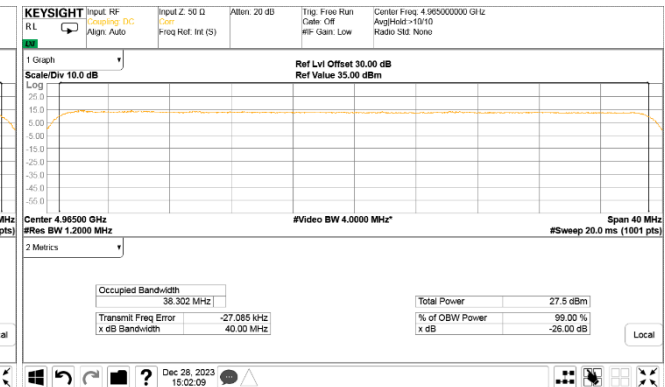 KEYSIGHT Input: RF Input Z: 50 Ω Atten: 20 dB Trig: Free Run Center Freq: 4.965000000 GHz
RL Coupling: DC Corr Gate: Off Avg|Hold:>10/10
Align: Auto Freq Ref: Int (S) #IF Gain: Low Radio Std: None
LXI
1 Graph
Ref Lvl Offset 30.00 dB
Scale/Div 10.0 dB Ref Value 35.00 dBm
Log
25.0
15.0
5.00
-5.00
-15.0
-25.0
-35.0
-45.0
-55.0
MHz Center 4.96500 GHz #Video BW 4.0000 MHz* Span 40 MHz
pts) #Res BW 1.2000 MHz #Sweep 20.0 ms (1001 pts)
2 Metrics
Occupied Bandwidth
38.302 MHz Total Power 27.5 dBm
Transmit Freq Error -27.085 kHz % of OBW Power 99.00 %
x dB Bandwidth 40.00 MHz x dB -26.00 dB
al Local
? Dec 28, 2023
15:02:09